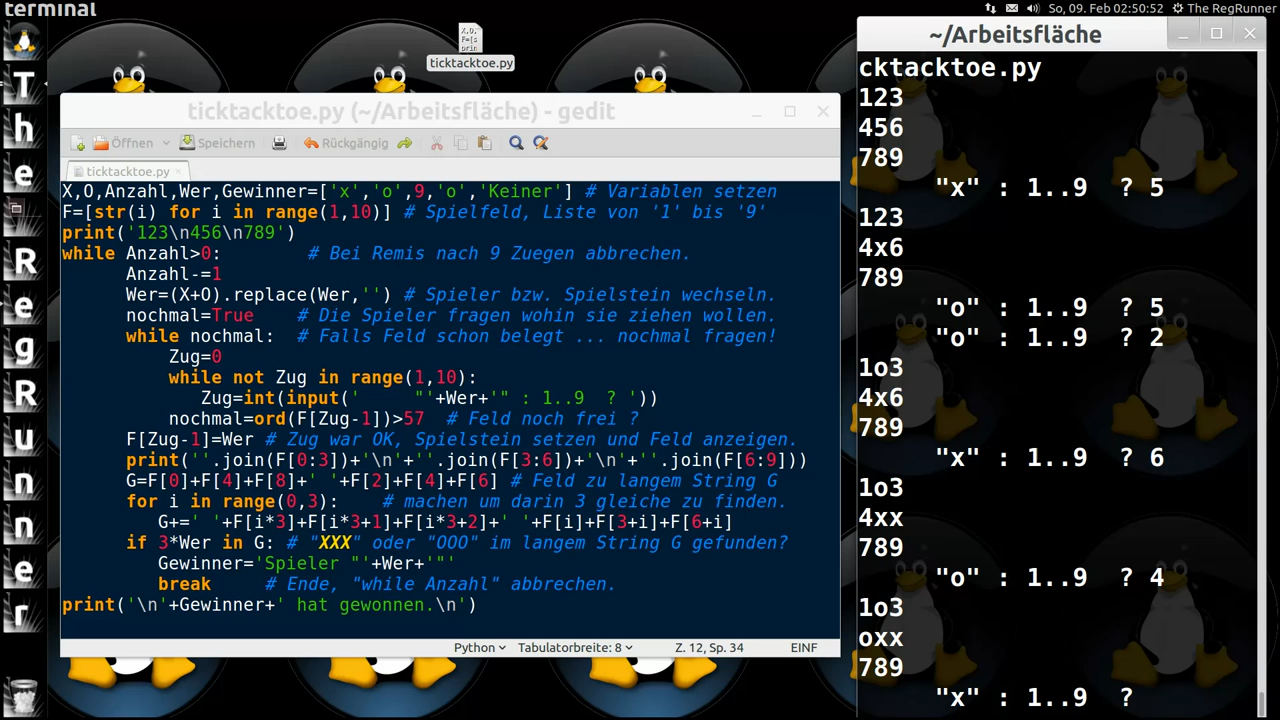 terminal
So, 09. Feb 02:50:52 The RegRunner
ticktacktoe.py
X,O,
F=[s
prin
T
h
e
R
e
g
R
u
n
n
e
r
ticktacktoe.py (~/Arbeitsfläche) - gedit
Öffnen Speichern Rückgängig
ticktacktoe.py
X,O,Anzahl,Wer,Gewinner=['x','o',9,'o','Keiner'] # Variablen setzen
F=[str(i) for i in range(1,10)] # Spielfeld, Liste von '1' bis '9'
print('123\n456\n789')
while Anzahl>0:         # Bei Remis nach 9 Zuegen abbrechen.
      Anzahl-=1
      Wer=(X+O).replace(Wer,'') # Spieler bzw. Spielstein wechseln.
      nochmal=True    # Die Spieler fragen wohin sie ziehen wollen.
      while nochmal:  # Falls Feld schon belegt ... nochmal fragen!
          Zug=0
          while not Zug in range(1,10):
             Zug=int(input('      "'+Wer+'" : 1..9  ? '))
          nochmal=ord(F[Zug-1])>57  # Feld noch frei ?
      F[Zug-1]=Wer # Zug war OK, Spielstein setzen und Feld anzeigen.
      print(''.join(F[0:3])+'\n'+''.join(F[3:6])+'\n'+''.join(F[6:9]))
      G=F[0]+F[4]+F[8]+' '+F[2]+F[4]+F[6] # Feld zu langem String G
      for i in range(0,3):    # machen um darin 3 gleiche zu finden.
         G+=' '+F[i*3]+F[i*3+1]+F[i*3+2]+' '+F[i]+F[3+i]+F[6+i]
      if 3*Wer in G: # "XXX" oder "OOO" im langem String G gefunden?
         Gewinner='Spieler "'+Wer+'"'
         break     # Ende, "while Anzahl" abbrechen.
print('\n'+Gewinner+' hat gewonnen.\n')
Python Tabulatorbreite: 8 Z. 12, Sp. 34 EINF
~/Arbeitsfläche
cktacktoe.py
123
456
789
     "x" : 1..9  ? 5
123
4x6
789
     "o" : 1..9  ? 5
     "o" : 1..9  ? 2
1o3
4x6
789
     "x" : 1..9  ? 6
1o3
4xx
789
     "o" : 1..9  ? 4
1o3
oxx
789
     "x" : 1..9  ?